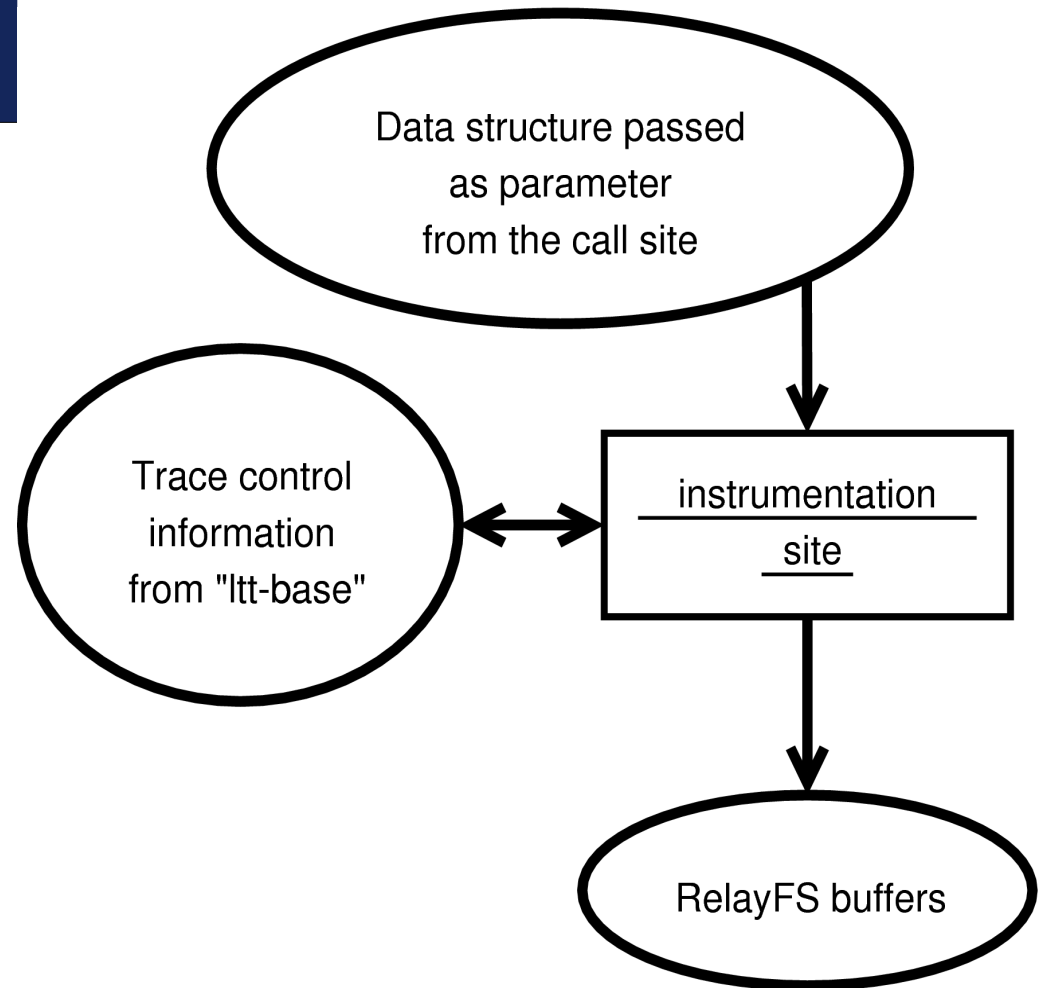 Data structure passed
as parameter
from the call site
Trace control
information
from "ltt-base"
instrumentation
site
RelayFS buffers